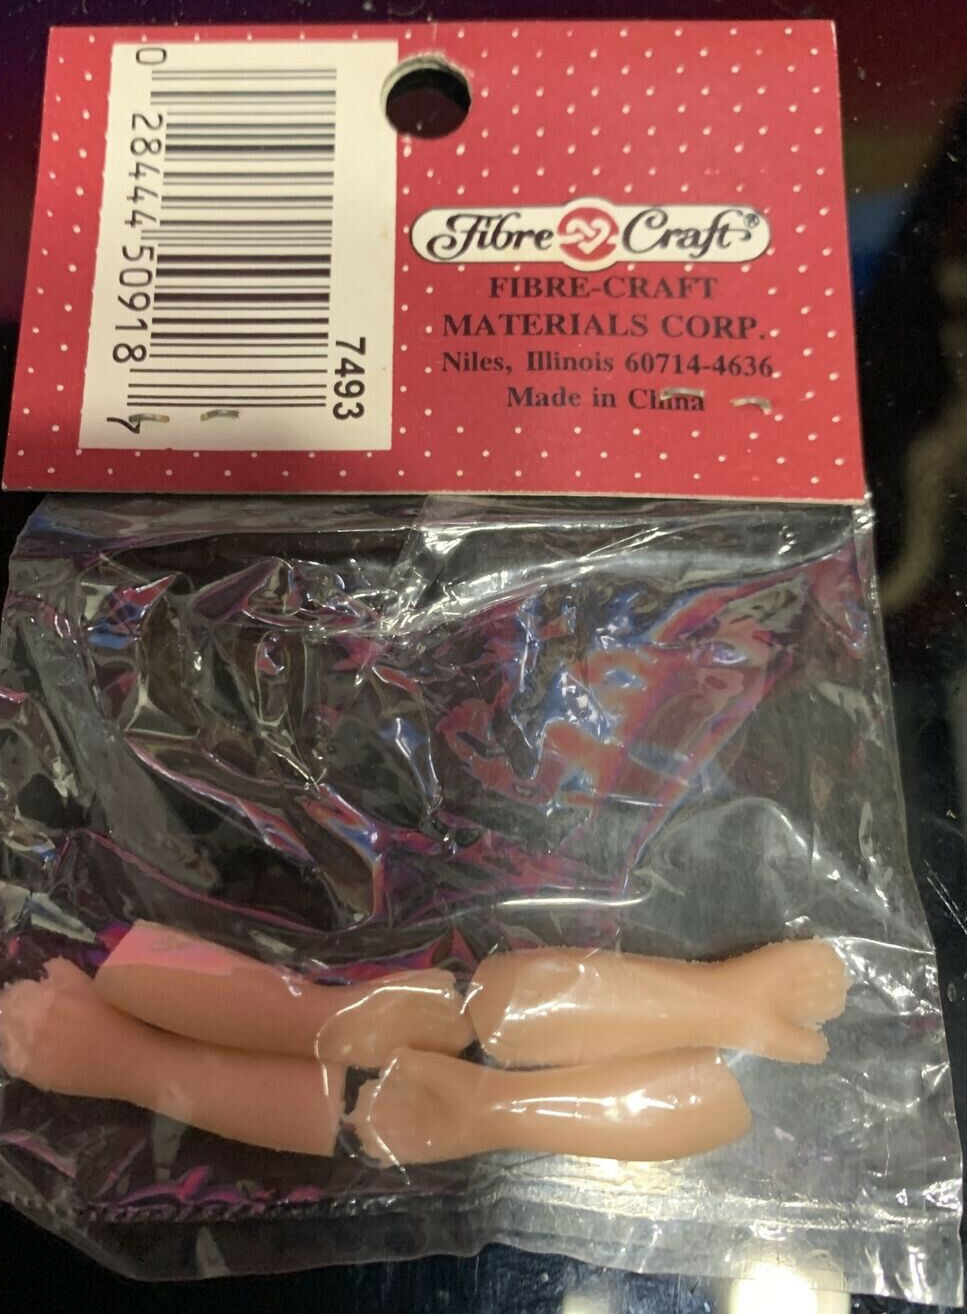 0 28444 50918 7
7493
Fibre Craft®
FIBRE-CRAFT
MATERIALS CORP.
Niles, Illinois 60714-4636
Made in China